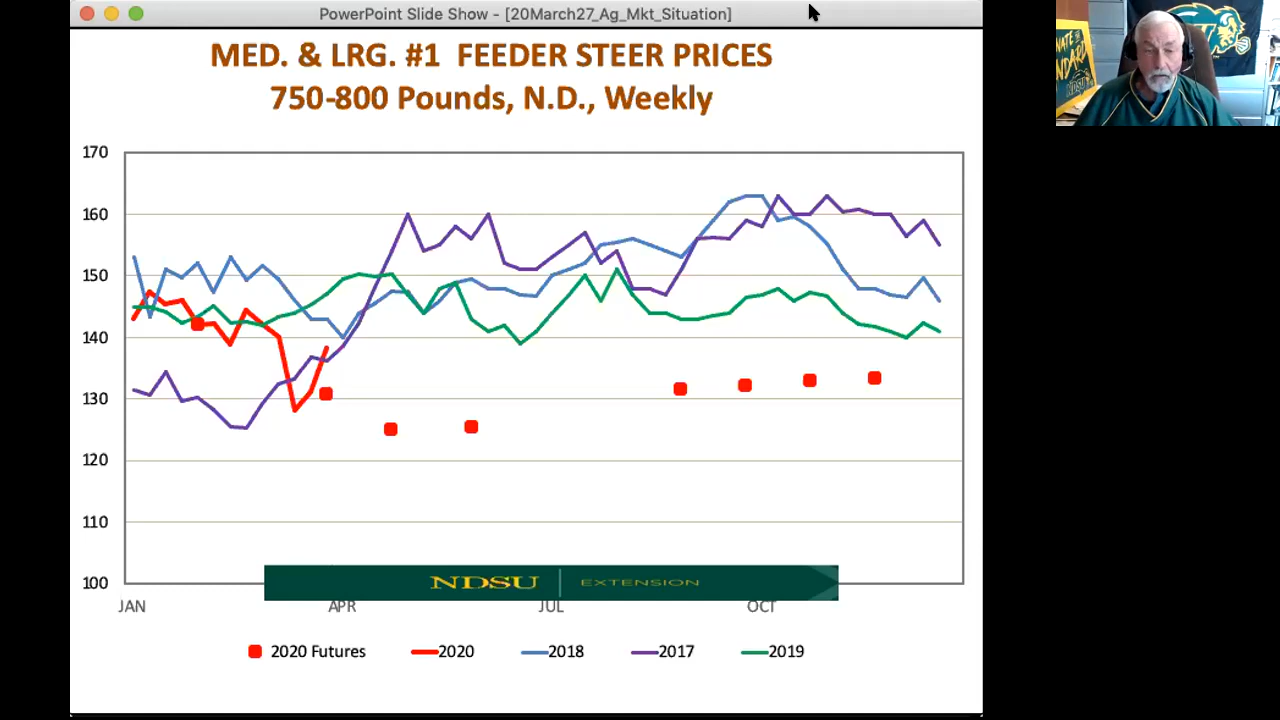 PowerPoint Slide Show - [20March27_Ag_Mkt_Situation]
MED. & LRG. #1 FEEDER STEER PRICES
750-800 Pounds, N.D., Weekly
170
160
150
140
130
120
110
100
NDSU EXTENSION
JAN APR JUL OCT
2020 Futures 2020 2018 2017 2019
NDSU